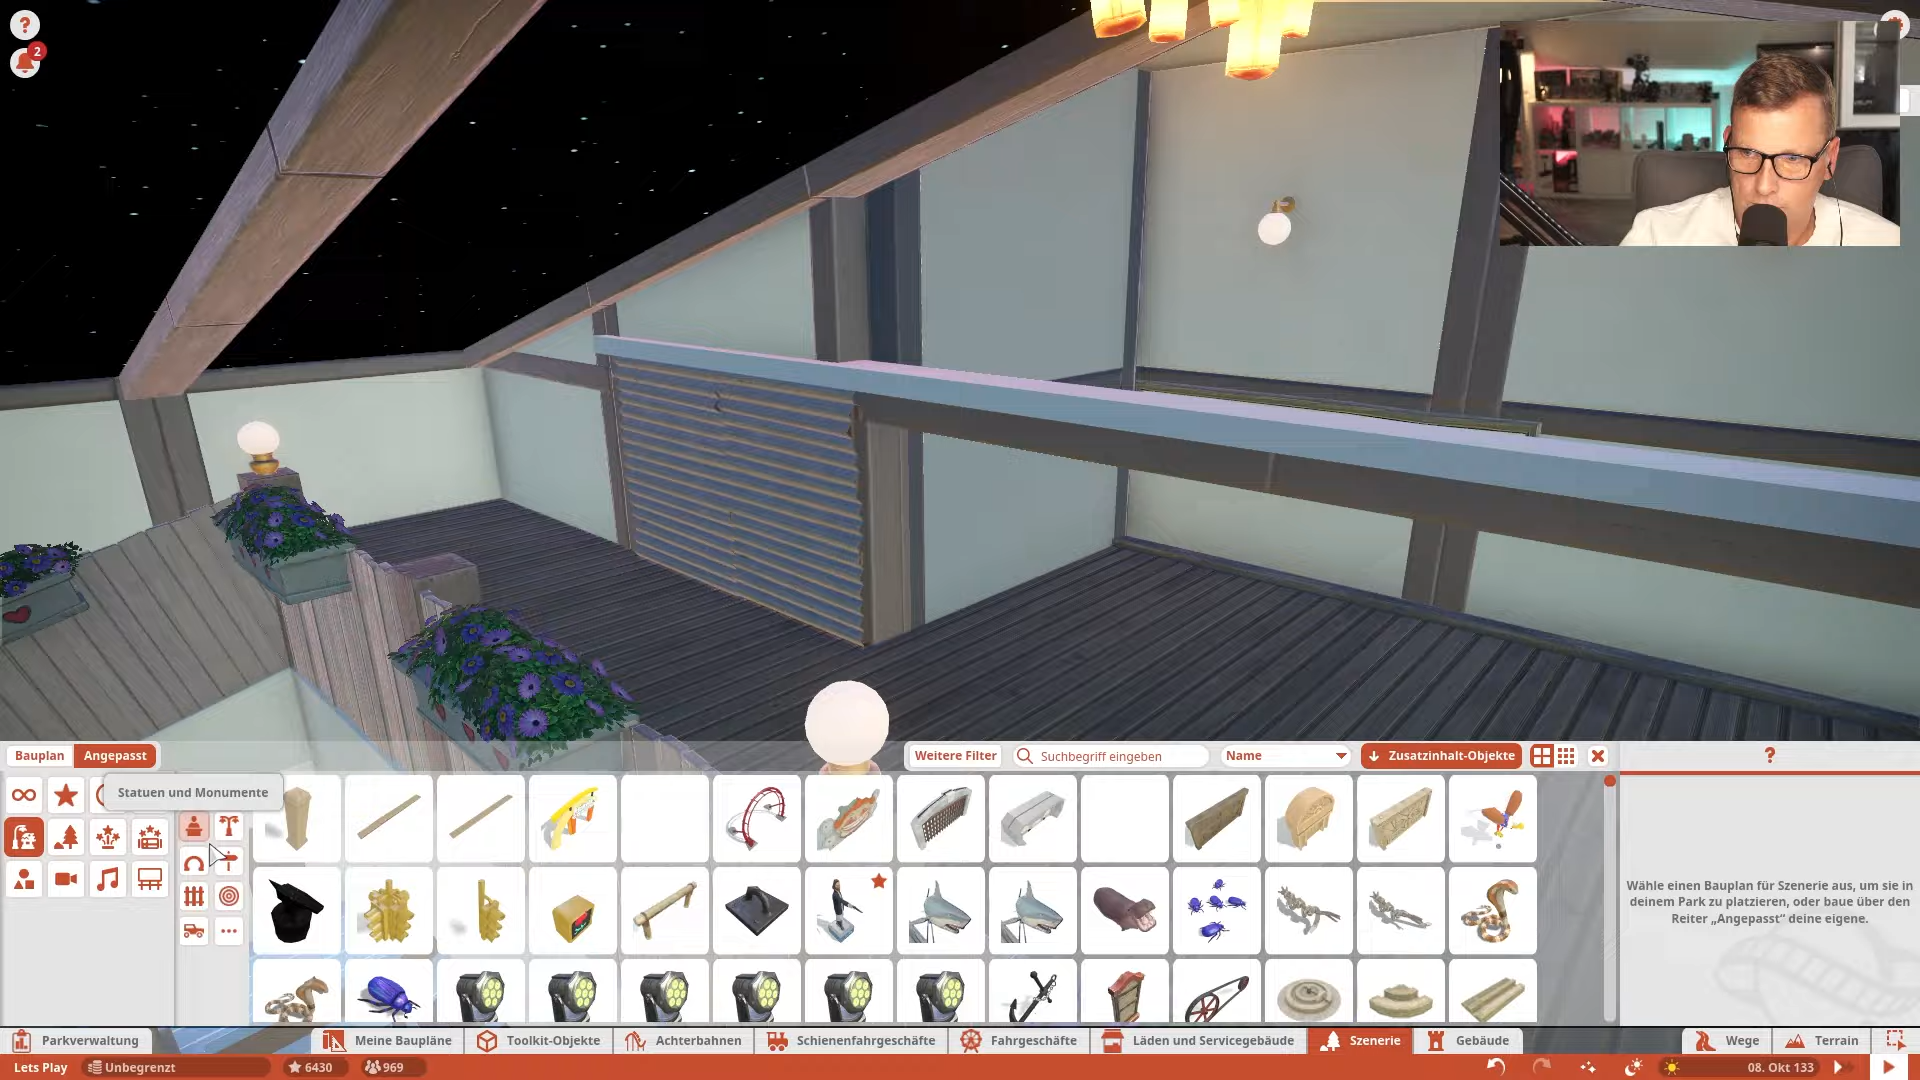 ?
2
Bauplan
Angepasst
Weitere Filter
Suchbegriff eingeben
Name
Zusatzinhalt-Objekte
?
Statuen und Monumente
Wähle einen Bauplan für Szenerie aus, um sie in
deinem Park zu platzieren, oder baue über den
Reiter „Angepasst“ deine eigene.
Parkverwaltung
Meine Baupläne
Toolkit-Objekte
Achterbahnen
Schienenfahrgeschäfte
Fahrgeschäfte
Läden und Servicegebäude
Szenerie
Gebäude
Wege
Terrain
Lets Play
Unbegrenzt
6430
969
08. Okt 133